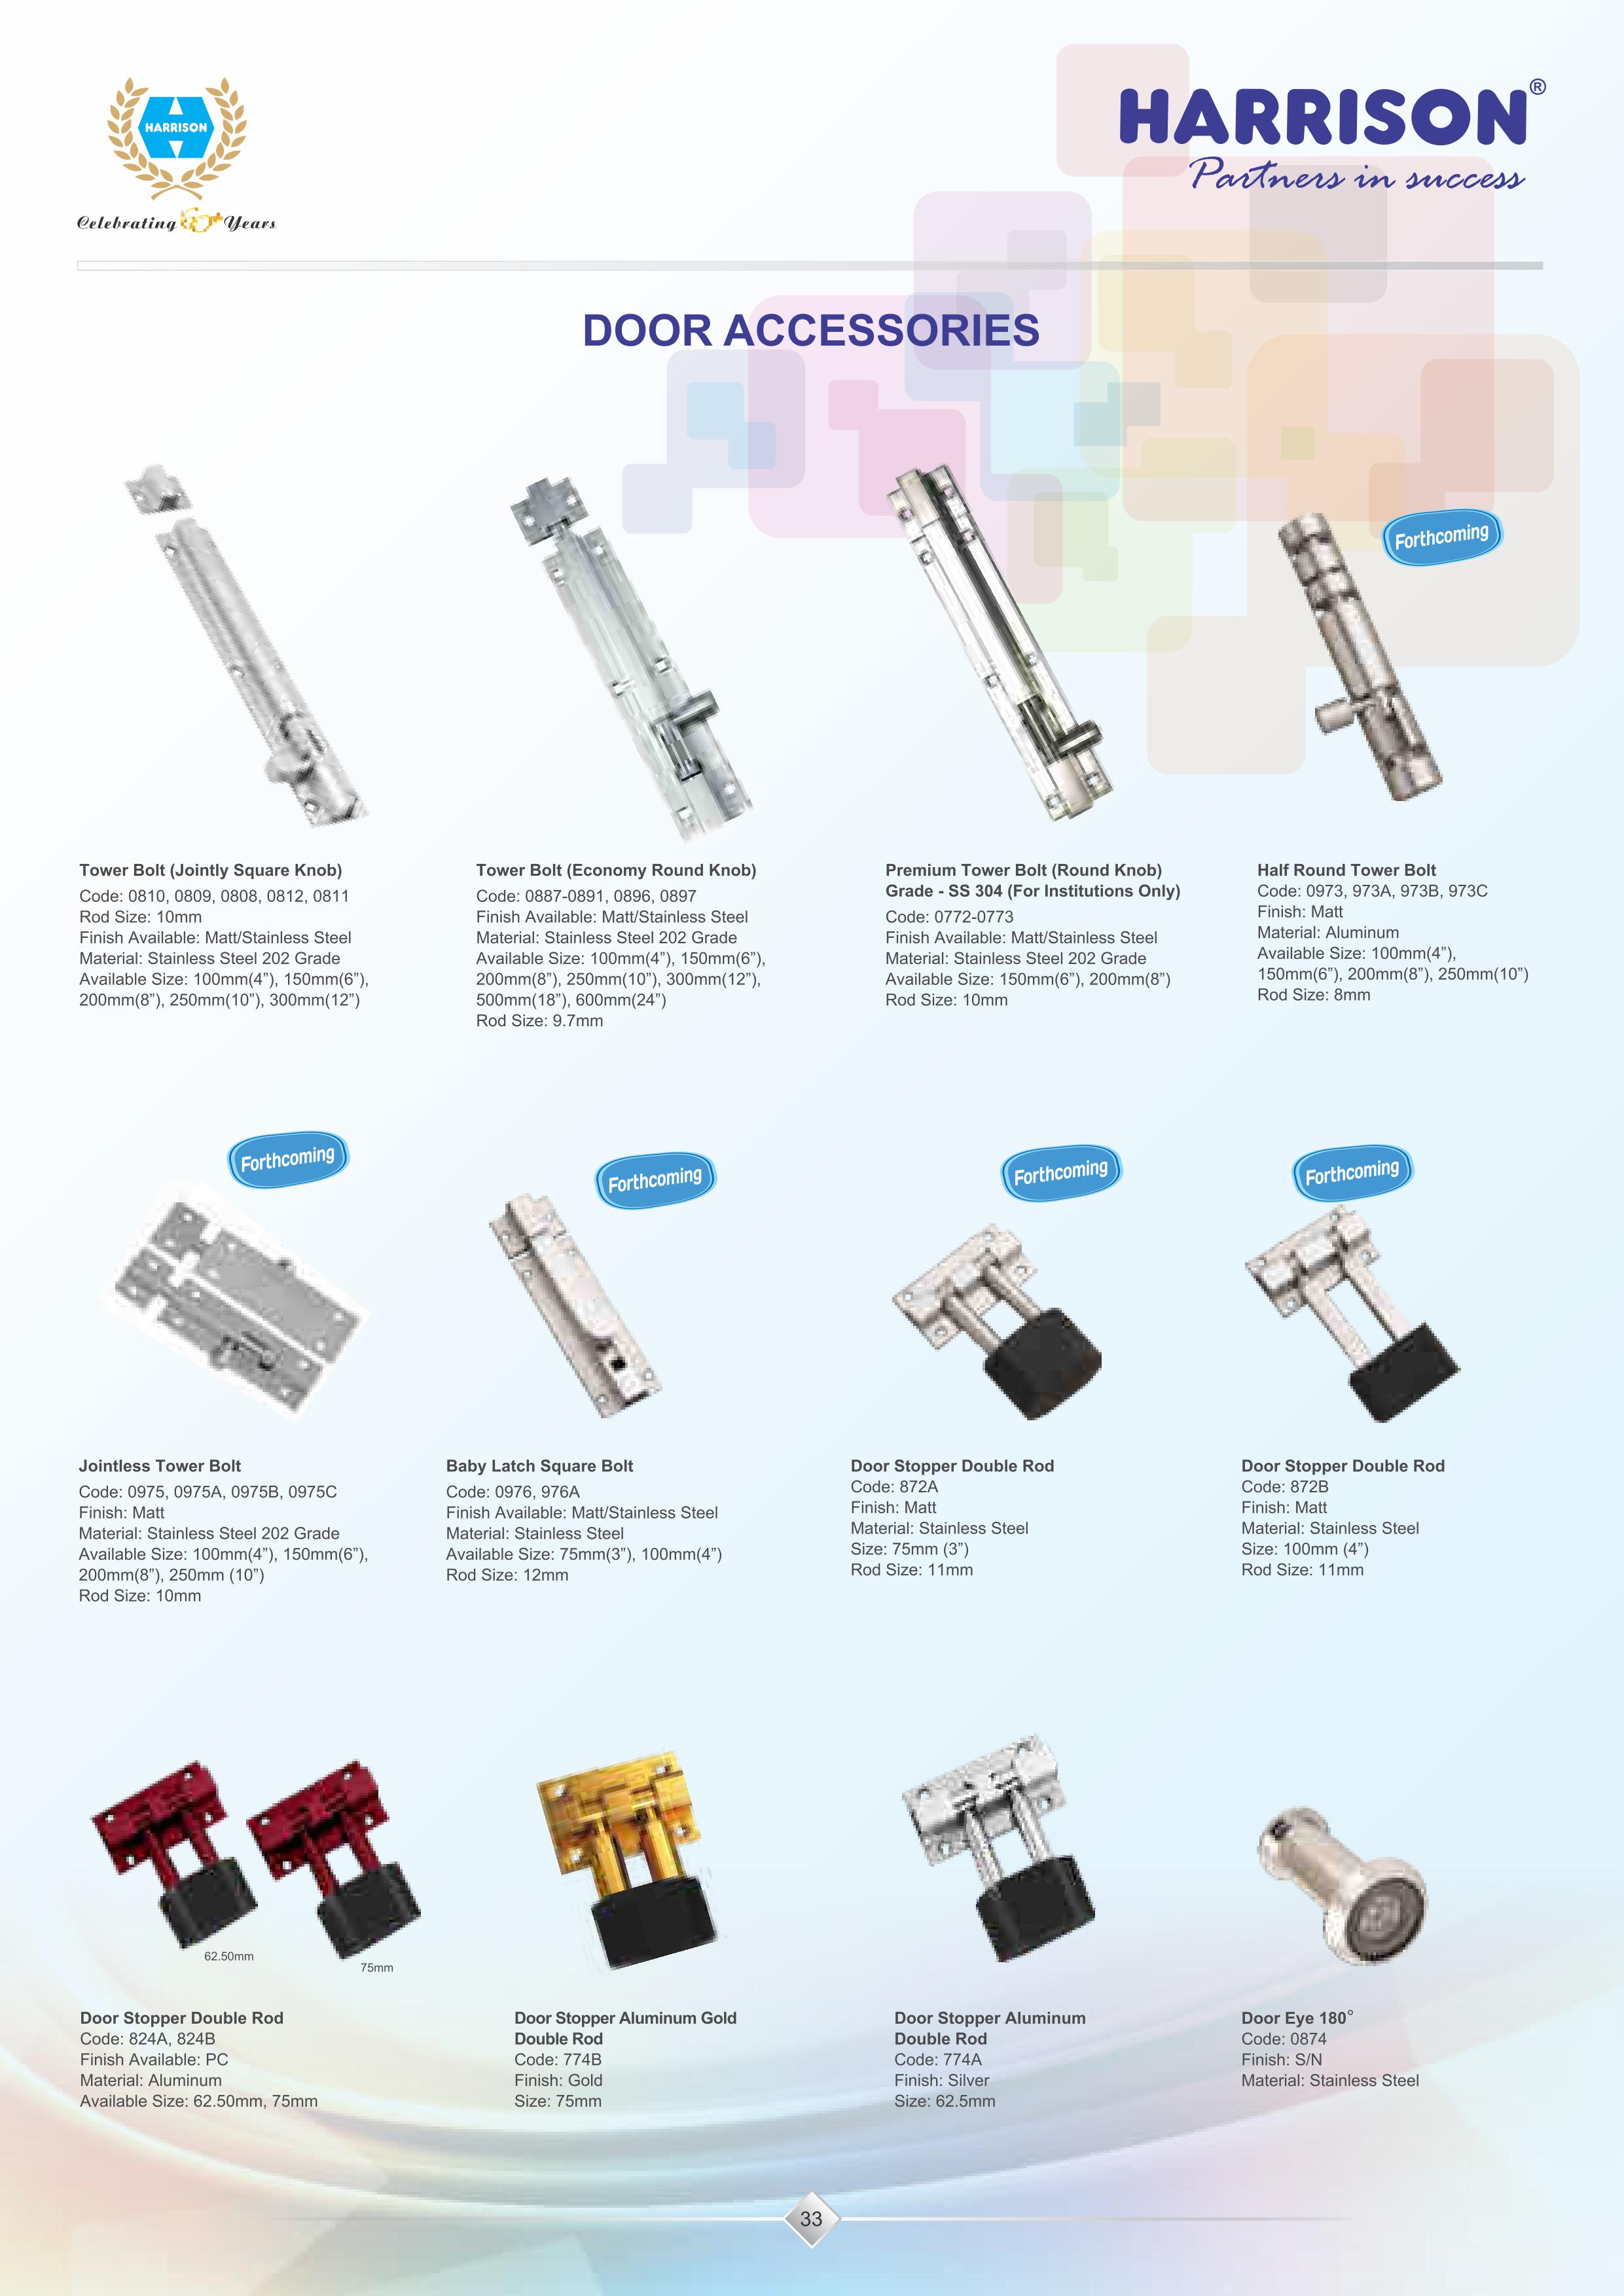 HARRISON
Celebrating 60+ Years
HARRISON®
Partners in success
DOOR ACCESSORIES
Forthcoming
Tower Bolt (Jointly Square Knob)
Code: 0810, 0809, 0808, 0812, 0811
Rod Size: 10mm
Finish Available: Matt/Stainless Steel
Material: Stainless Steel 202 Grade
Available Size: 100mm(4”), 150mm(6”),
200mm(8”), 250mm(10”), 300mm(12”)
Tower Bolt (Economy Round Knob)
Code: 0887-0891, 0896, 0897
Finish Available: Matt/Stainless Steel
Material: Stainless Steel 202 Grade
Available Size: 100mm(4”), 150mm(6”),
200mm(8”), 250mm(10”), 300mm(12”),
500mm(18”), 600mm(24”)
Rod Size: 9.7mm
Premium Tower Bolt (Round Knob)
Grade - SS 304 (For Institutions Only)
Code: 0772-0773
Finish Available: Matt/Stainless Steel
Material: Stainless Steel 202 Grade
Available Size: 150mm(6”), 200mm(8”)
Rod Size: 10mm
Half Round Tower Bolt
Code: 0973, 973A, 973B, 973C
Finish: Matt
Material: Aluminum
Available Size: 100mm(4”),
150mm(6”), 200mm(8”), 250mm(10”)
Rod Size: 8mm
Forthcoming
Forthcoming
Forthcoming
Forthcoming
Jointless Tower Bolt
Code: 0975, 0975A, 0975B, 0975C
Finish: Matt
Material: Stainless Steel 202 Grade
Available Size: 100mm(4”), 150mm(6”),
200mm(8”), 250mm (10”)
Rod Size: 10mm
Baby Latch Square Bolt
Code: 0976, 976A
Finish Available: Matt/Stainless Steel
Material: Stainless Steel
Available Size: 75mm(3”), 100mm(4”)
Rod Size: 12mm
Door Stopper Double Rod
Code: 872A
Finish: Matt
Material: Stainless Steel
Size: 75mm (3”)
Rod Size: 11mm
Door Stopper Double Rod
Code: 872B
Finish: Matt
Material: Stainless Steel
Size: 100mm (4”)
Rod Size: 11mm
62.50mm
75mm
Door Stopper Double Rod
Code: 824A, 824B
Finish Available: PC
Material: Aluminum
Available Size: 62.50mm, 75mm
Door Stopper Aluminum Gold
Double Rod
Code: 774B
Finish: Gold
Size: 75mm
Door Stopper Aluminum
Double Rod
Code: 774A
Finish: Silver
Size: 62.5mm
Door Eye 180°
Code: 0874
Finish: S/N
Material: Stainless Steel
33